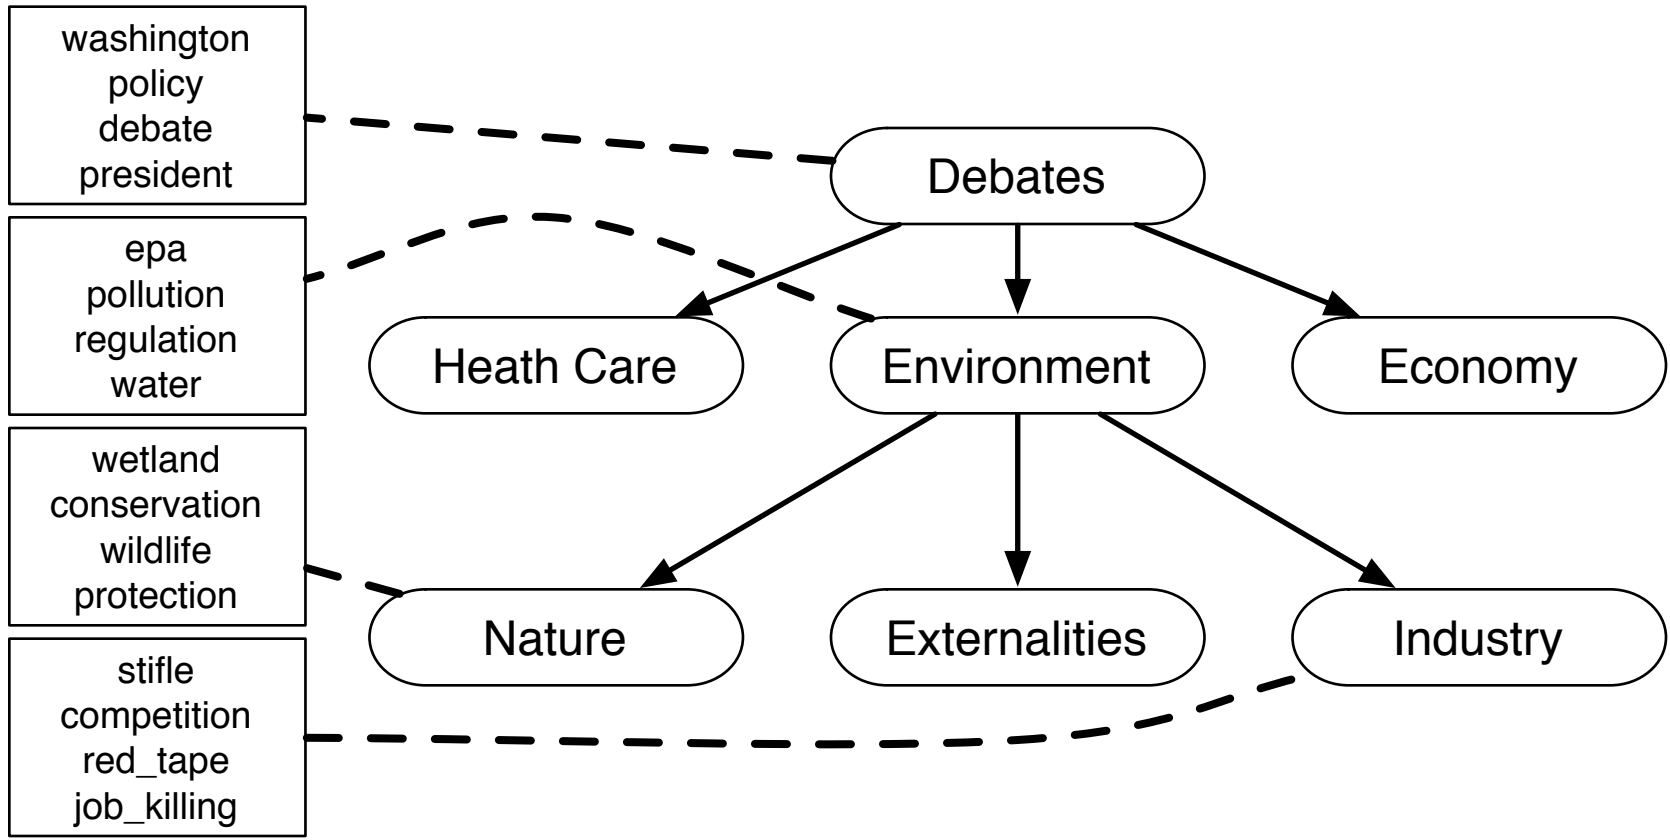 washington
policy
debate
president
epa
pollution
regulation
water
wetland
conservation
wildlife
protection
stifle
competition
red_tape
job_killing
Debates
Heath Care
Environment
Economy
Nature
Externalities
Industry